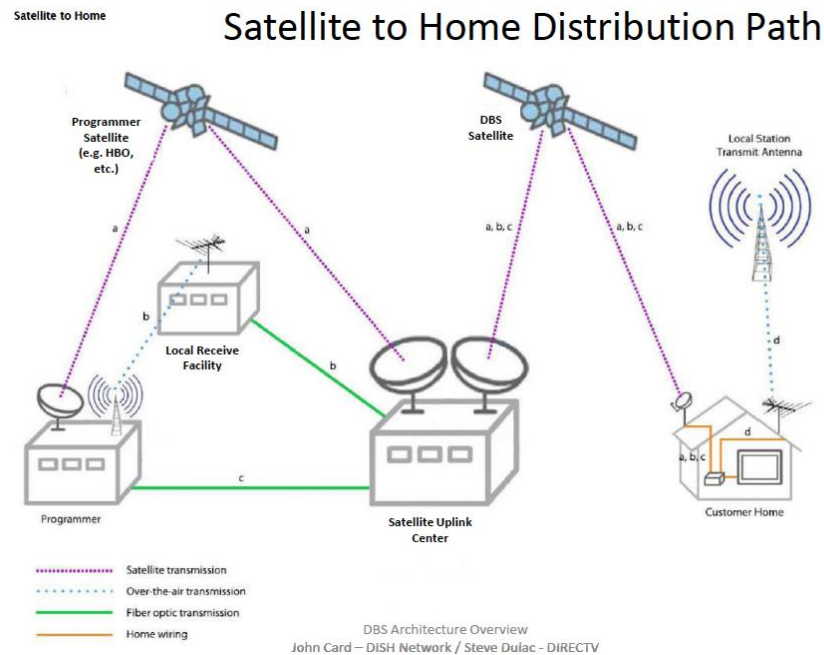 Satellite to Home
Satellite to Home Distribution Path
Programmer
Satellite
(e.g. HBO,
etc.)
DBS
Satellite
Local Station
Transmit Antenna
a
a
a, b, c
a, b, c
b
Local Receive
Facility
b
d
d
a, b, c
c
Programmer
Satellite Uplink
Center
Customer Home
Satellite transmission
Over-the-air transmission
Fiber optic transmission
Home wiring
DBS Architecture Overview
John Card – DISH Network / Steve Dulac - DIRECTV